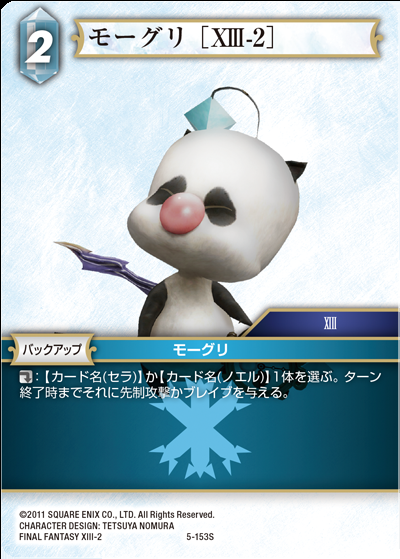 2
モーグリ [XIII-2]
XIII
バックアップ
モーグリ
:【カード名(セラ)】か【カード名(ノエル)】1体を選ぶ。ターン
終了時までそれに先制攻撃かブレイブを与える。
©2011 SQUARE ENIX CO., LTD. All Rights Reserved.
CHARACTER DESIGN: TETSUYA NOMURA
FINAL FANTASY XIII-2 5-153S